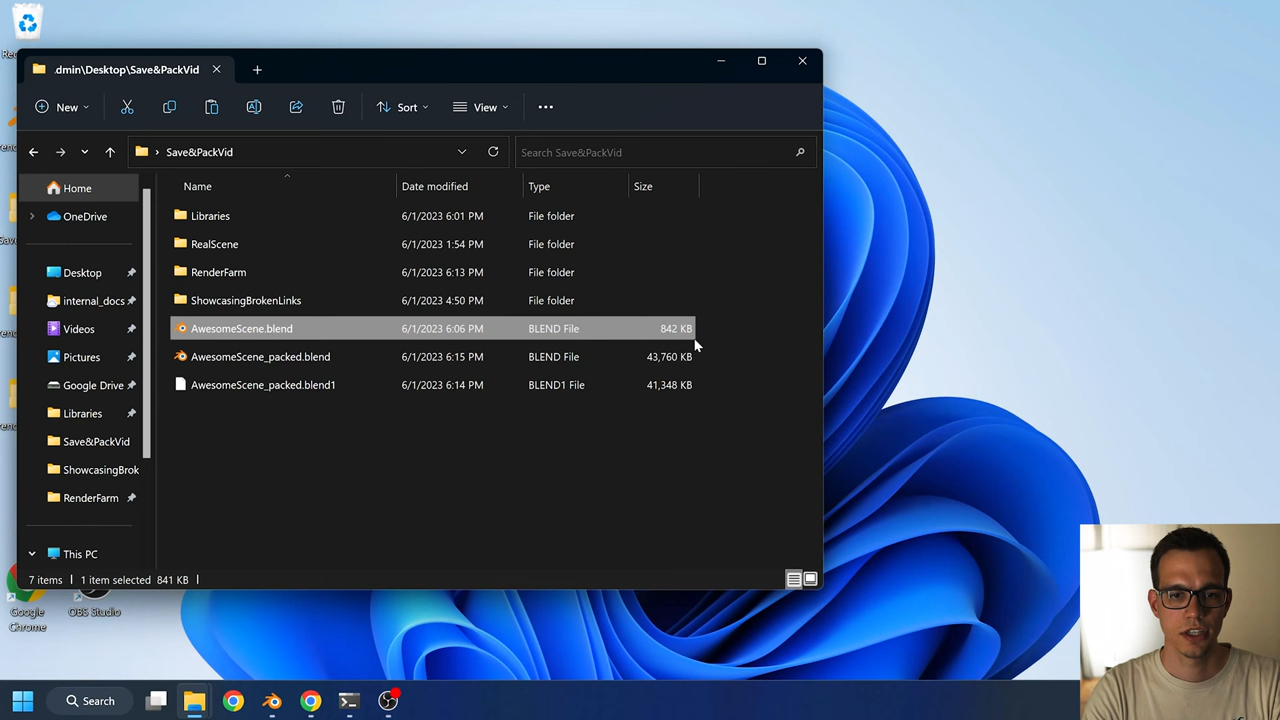 .dmin\Desktop\Save&PackVid
New
Sort
View
Save&PackVid
Search Save&PackVid
Name Date modified Type Size
Home
OneDrive
Desktop
internal_docs
Videos
Pictures
Google Drive
Libraries
Save&PackVid
ShowcasingBrok
RenderFarm
This PC
Libraries 6/1/2023 6:01 PM File folder
RealScene 6/1/2023 1:54 PM File folder
RenderFarm 6/1/2023 6:13 PM File folder
ShowcasingBrokenLinks 6/1/2023 4:50 PM File folder
AwesomeScene.blend 6/1/2023 6:06 PM BLEND File 842 KB
AwesomeScene_packed.blend 6/1/2023 6:15 PM BLEND File 43,760 KB
AwesomeScene_packed.blend1 6/1/2023 6:14 PM BLEND1 File 41,348 KB
7 items 1 item selected 841 KB
Google
Chrome
OBS Studio
Search